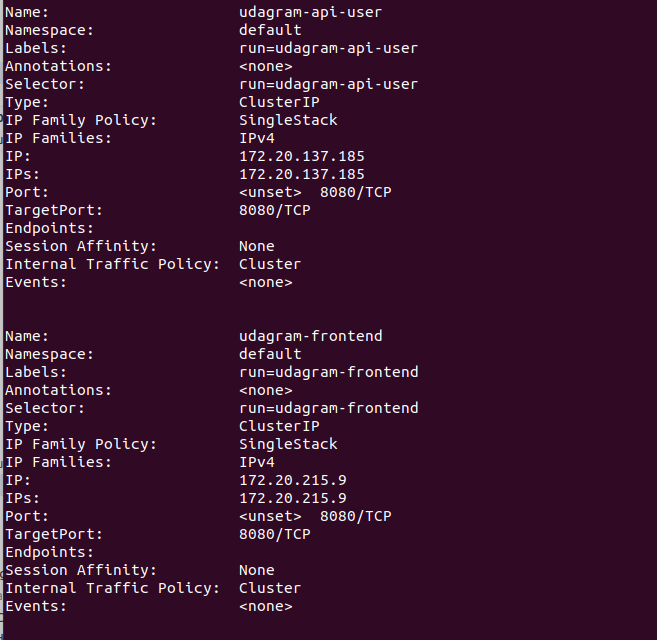 Name:                     udagram-api-user
Namespace:                default
Labels:                   run=udagram-api-user
Annotations:              <none>
Selector:                 run=udagram-api-user
Type:                     ClusterIP
IP Family Policy:         SingleStack
IP Families:              IPv4
IP:                       172.20.137.185
IPs:                      172.20.137.185
Port:                     <unset>  8080/TCP
TargetPort:               8080/TCP
Endpoints:
Session Affinity:         None
Internal Traffic Policy:  Cluster
Events:                   <none>

Name:                     udagram-frontend
Namespace:                default
Labels:                   run=udagram-frontend
Annotations:              <none>
Selector:                 run=udagram-frontend
Type:                     ClusterIP
IP Family Policy:         SingleStack
IP Families:              IPv4
IP:                       172.20.215.9
IPs:                      172.20.215.9
Port:                     <unset>  8080/TCP
TargetPort:               8080/TCP
Endpoints:
Session Affinity:         None
Internal Traffic Policy:  Cluster
Events:                   <none>